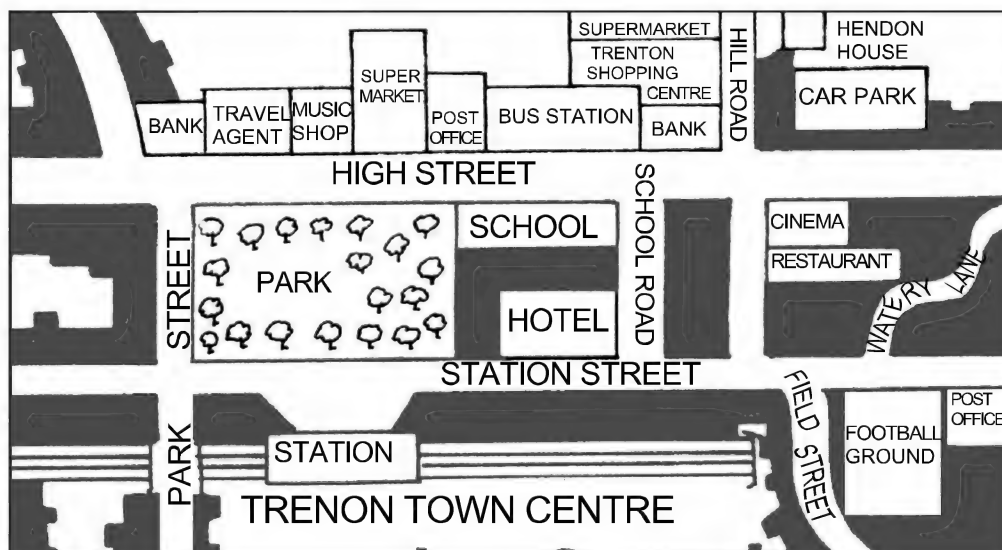 SUPERMARKET
HENDON
HOUSE
TRENTON
SHOPPING
CENTRE
HILL ROAD
SUPER
MARKET
CAR PARK
BANK
TRAVEL
AGENT
MUSIC
SHOP
POST
OFFICE
BUS STATION
BANK
HIGH STREET
SCHOOL ROAD
SCHOOL
CINEMA
RESTAURANT
PARK
HOTEL
WATERY LANE
STREET
STATION STREET
FIELD STREET
POST
OFFICE
FOOTBALL
GROUND
STATION
PARK
TRENON TOWN CENTRE